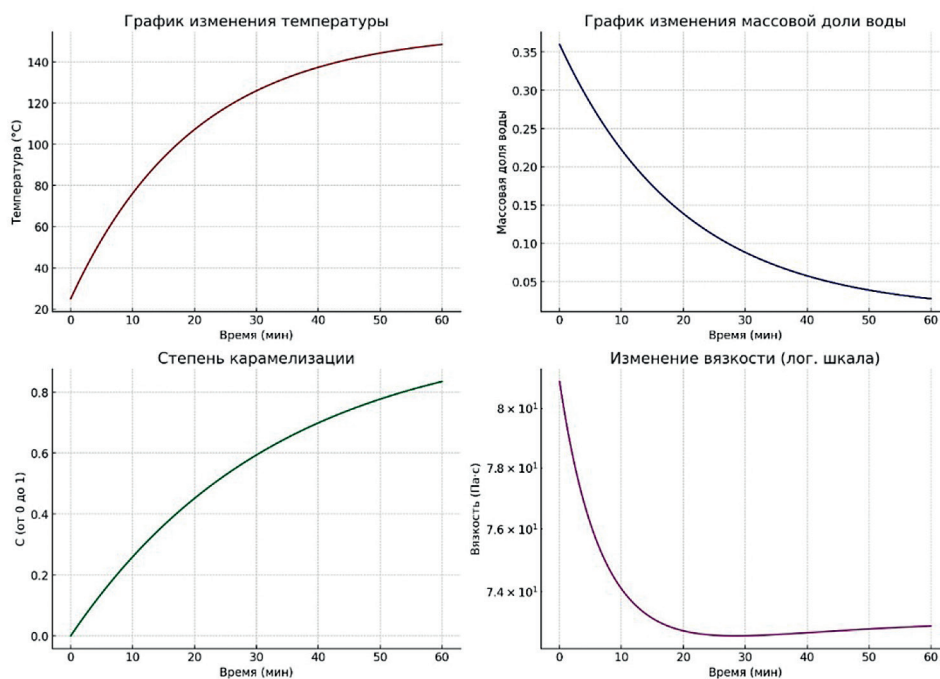 График изменения температуры
Температура (°C)
140
120
100
80
60
40
20
0 10 20 30 40 50 60
Время (мин)
График изменения массовой доли воды
Массовая доля воды
0.35
0.30
0.25
0.20
0.15
0.10
0.05
0 10 20 30 40 50 60
Время (мин)
Степень карамелизации
C (от 0 до 1)
0.8
0.6
0.4
0.2
0.0
0 10 20 30 40 50 60
Время (мин)
Изменение вязкости (лог. шкала)
Вязкость (Па·с)
8 × 10¹
7.8 × 10¹
7.6 × 10¹
7.4 × 10¹
0 10 20 30 40 50 60
Время (мин)